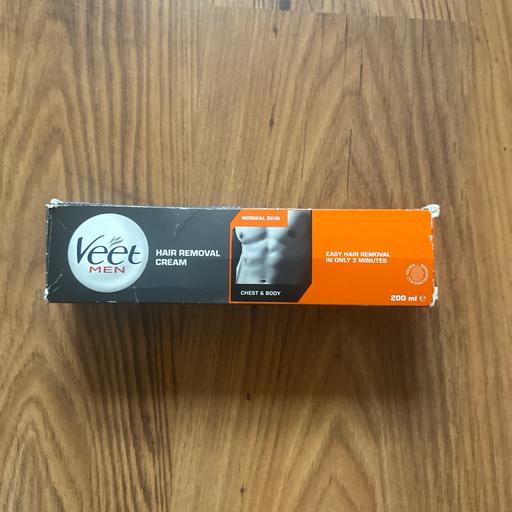 Veet
MEN
HAIR REMOVAL
CREAM
NORMAL SKIN
CHEST & BODY
EASY HAIR REMOVAL
IN ONLY 3 MINUTES
200 ml ℮